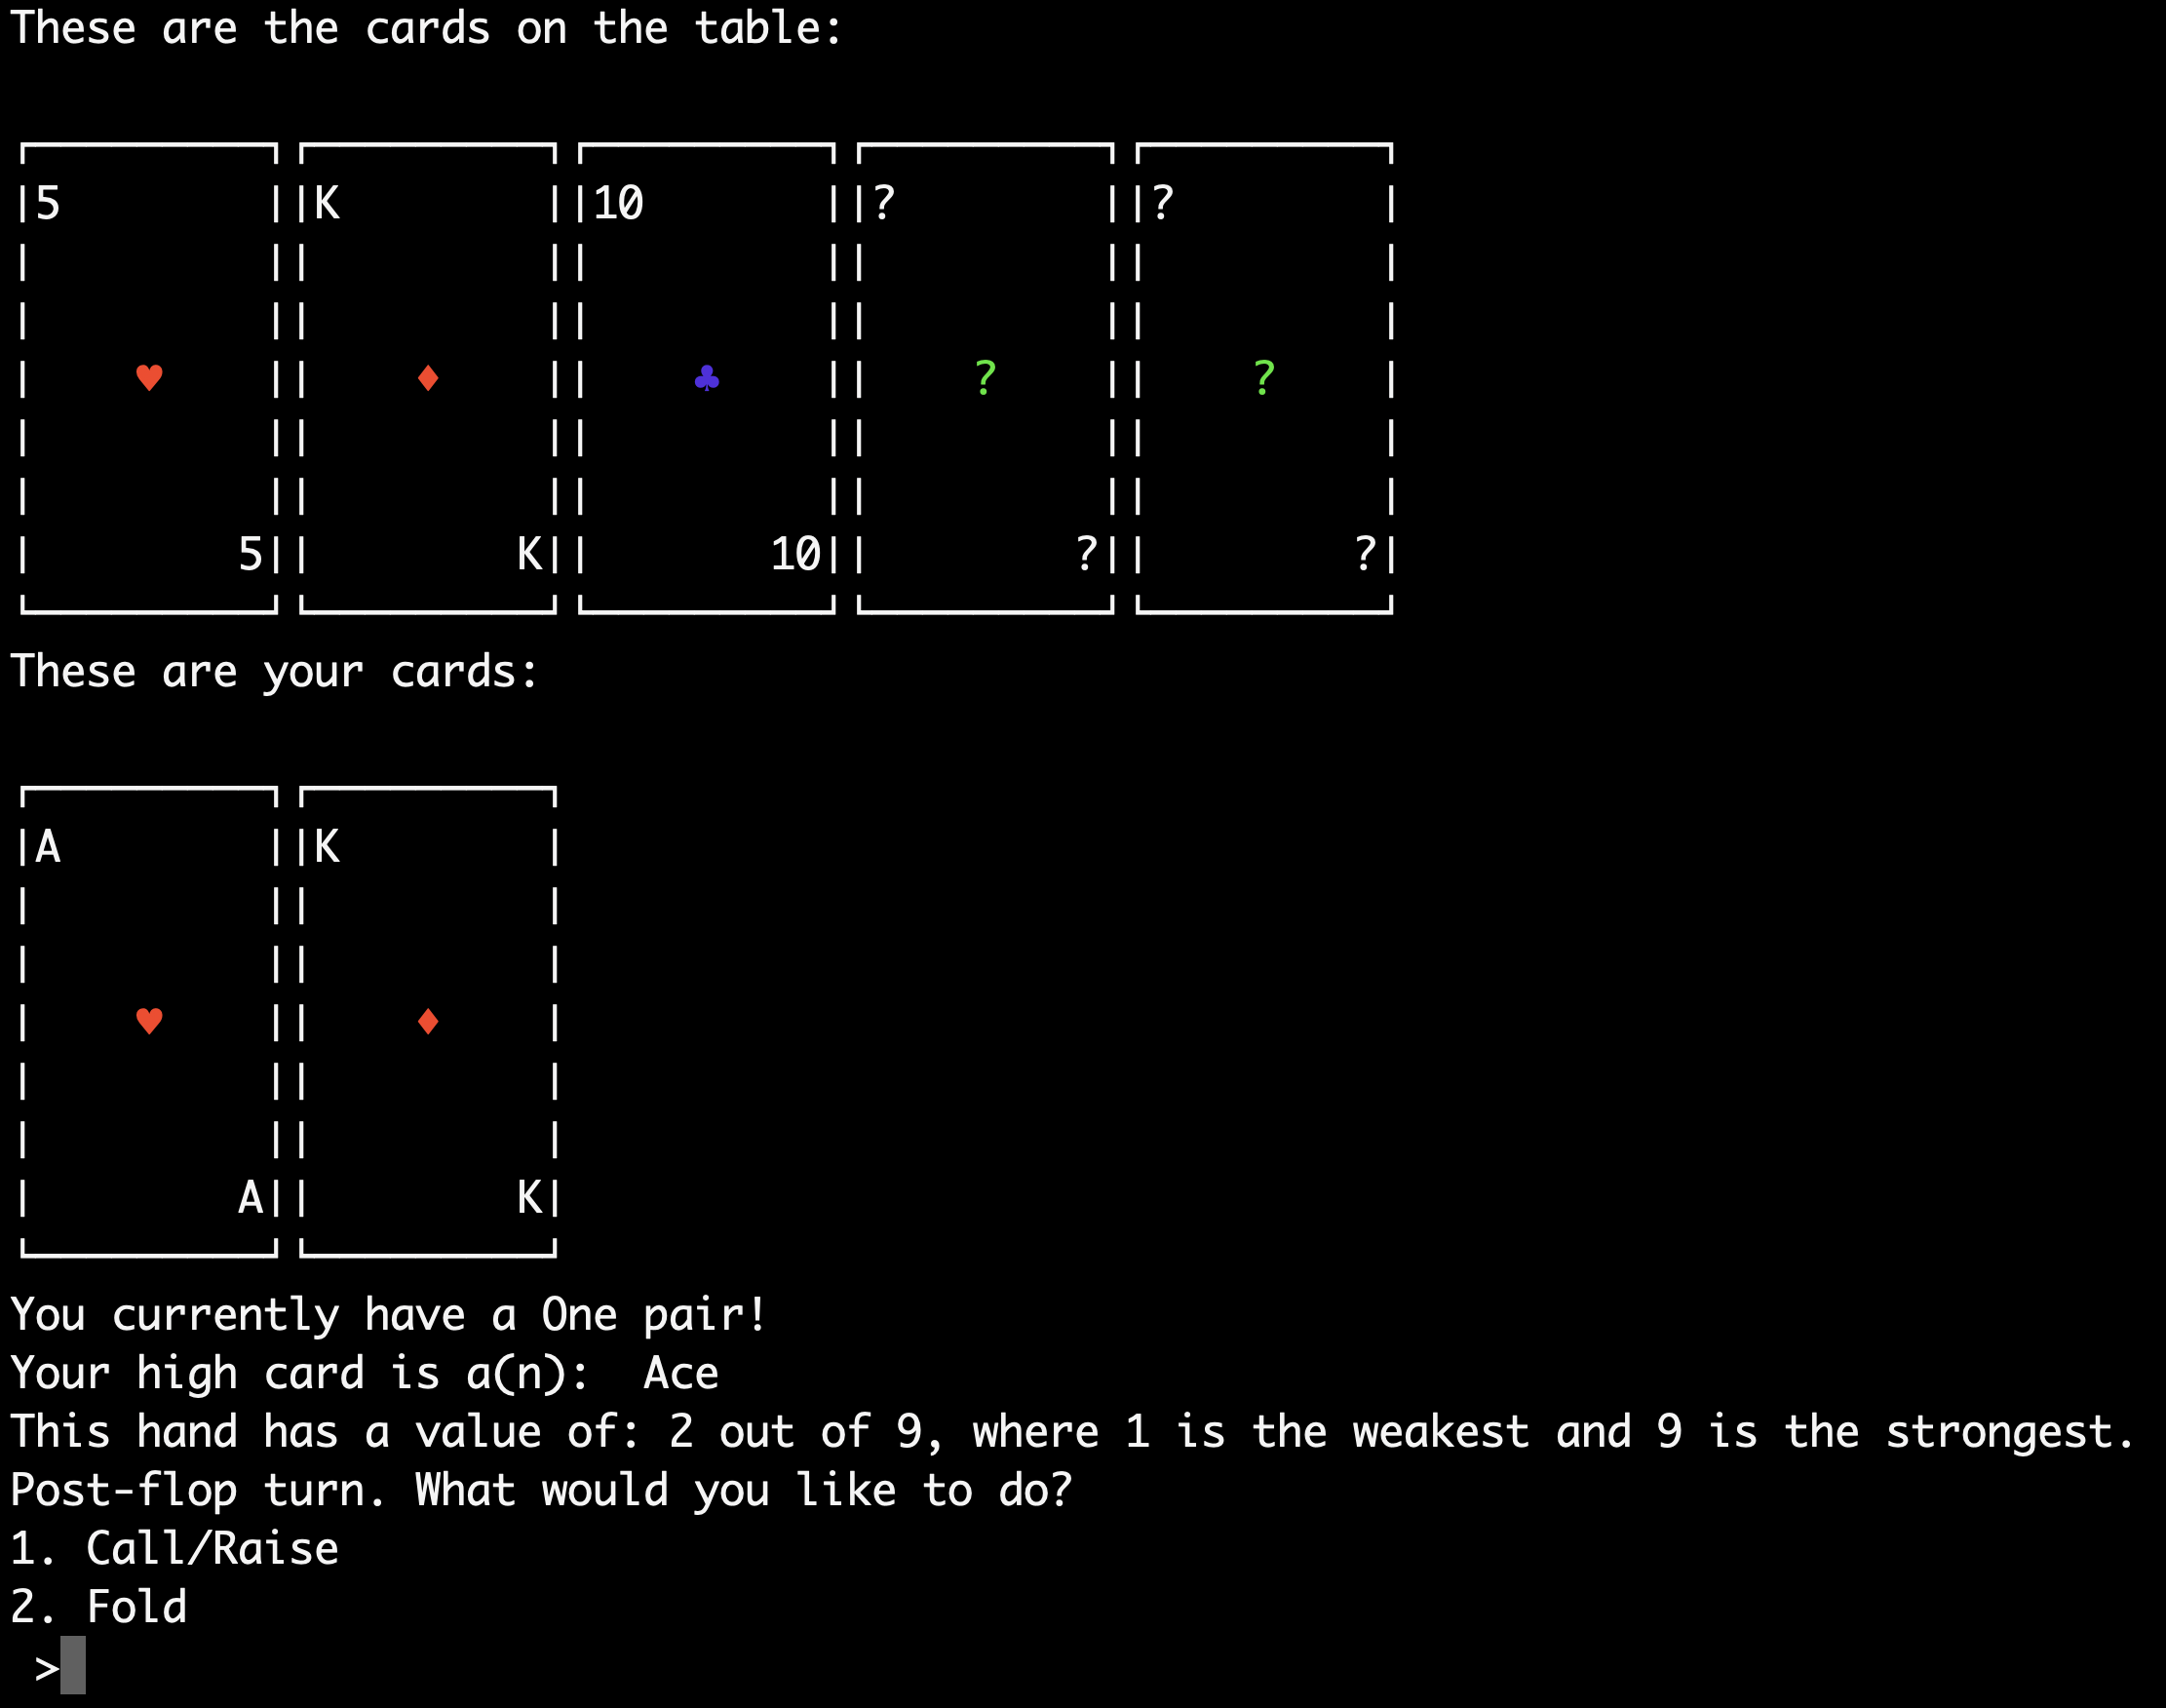 These are the cards on the table:
5 K 10 ? ?
♥ ♦ ♣ ? ?
5 K 10 ? ?
These are your cards:
A K
♥ ♦
A K
You currently have a One pair!
Your high card is a(n):  Ace
This hand has a value of: 2 out of 9, where 1 is the weakest and 9 is the strongest.
Post-flop turn. What would you like to do?
1. Call/Raise
2. Fold
>